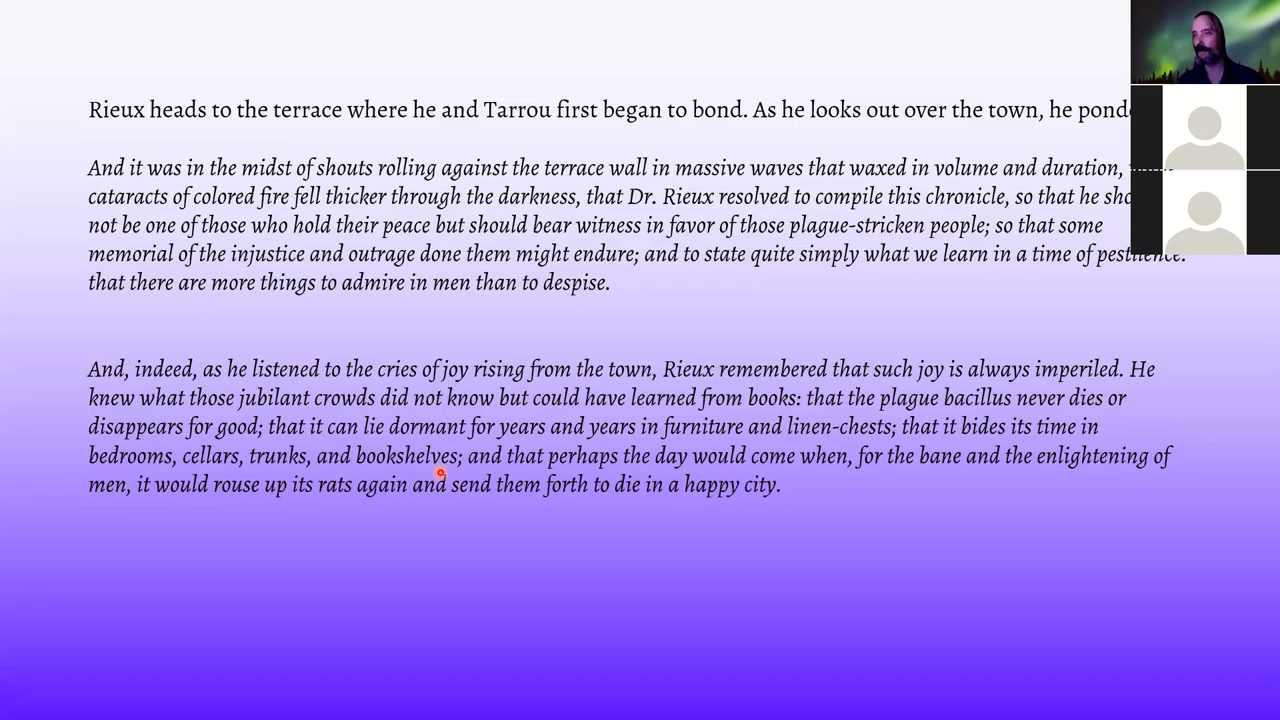 Rieux heads to the terrace where he and Tarrou first began to bond. As he looks out over the town, he
And it was in the midst of shouts rolling against the terrace wall in massive waves that waxed in volume and duration,
cataracts of colored fire fell thicker through the darkness, that Dr. Rieux resolved to compile this chronicle, so that he
not be one of those who hold their peace but should bear witness in favor of those plague-stricken people; so that some
memorial of the injustice and outrage done them might endure; and to state quite simply what we learn in a time of pestilence:
that there are more things to admire in men than to despise.
And, indeed, as he listened to the cries of joy rising from the town, Rieux remembered that such joy is always imperiled. He
knew what those jubilant crowds did not know but could have learned from books: that the plague bacillus never dies or
disappears for good; that it can lie dormant for years and years in furniture and linen-chests; that it bides its time in
bedrooms, cellars, trunks, and bookshelves; and that perhaps the day would come when, for the bane and the enlightening of
men, it would rouse up its rats again and send them forth to die in a happy city.